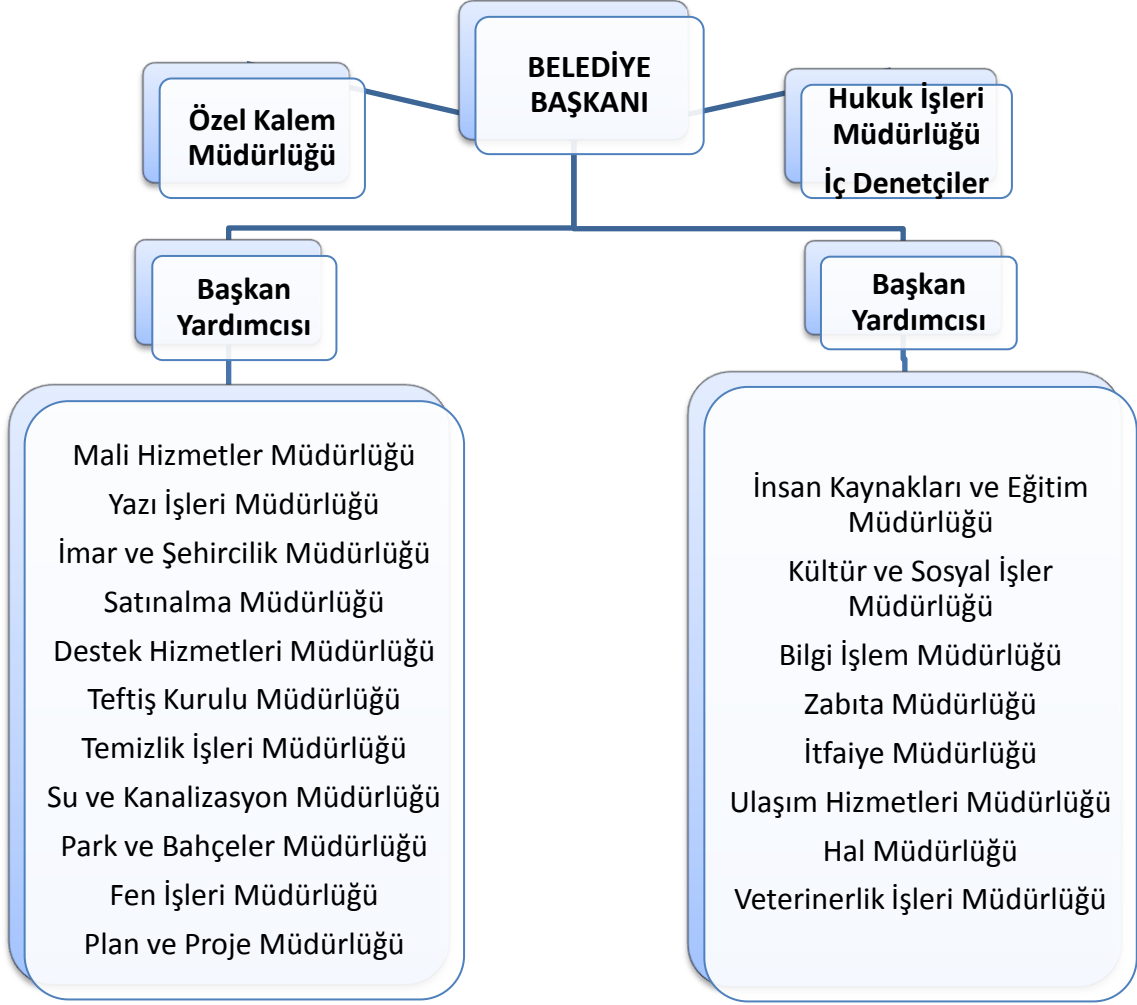 BELEDİYE
BAŞKANI
Özel Kalem
Müdürlüğü
Hukuk İşleri
Müdürlüğü
İç Denetçiler
Başkan
Yardımcısı
Başkan
Yardımcısı
Mali Hizmetler Müdürlüğü
Yazı İşleri Müdürlüğü
İmar ve Şehircilik Müdürlüğü
Satınalma Müdürlüğü
Destek Hizmetleri Müdürlüğü
Teftiş Kurulu Müdürlüğü
Temizlik İşleri Müdürlüğü
Su ve Kanalizasyon Müdürlüğü
Park ve Bahçeler Müdürlüğü
Fen İşleri Müdürlüğü
Plan ve Proje Müdürlüğü
İnsan Kaynakları ve Eğitim
Müdürlüğü
Kültür ve Sosyal İşler
Müdürlüğü
Bilgi İşlem Müdürlüğü
Zabıta Müdürlüğü
İtfaiye Müdürlüğü
Ulaşım Hizmetleri Müdürlüğü
Hal Müdürlüğü
Veterinerlik İşleri Müdürlüğü